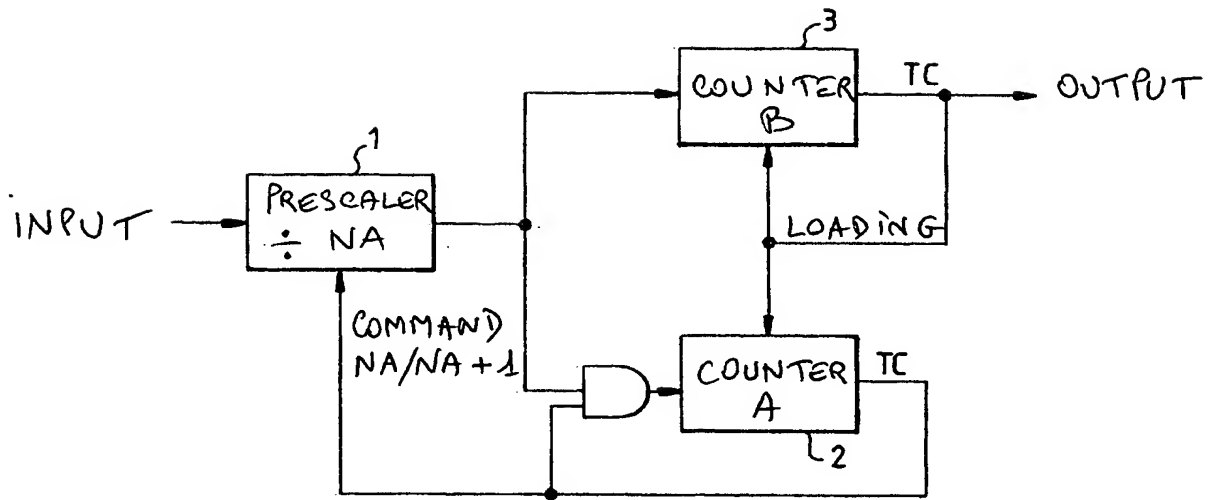 3
COUNTER
B
TC
OUTPUT
1
PRESCALER
÷ NA
INPUT
LOADING
COMMAND
NA/NA+1
COUNTER
A
TC
2